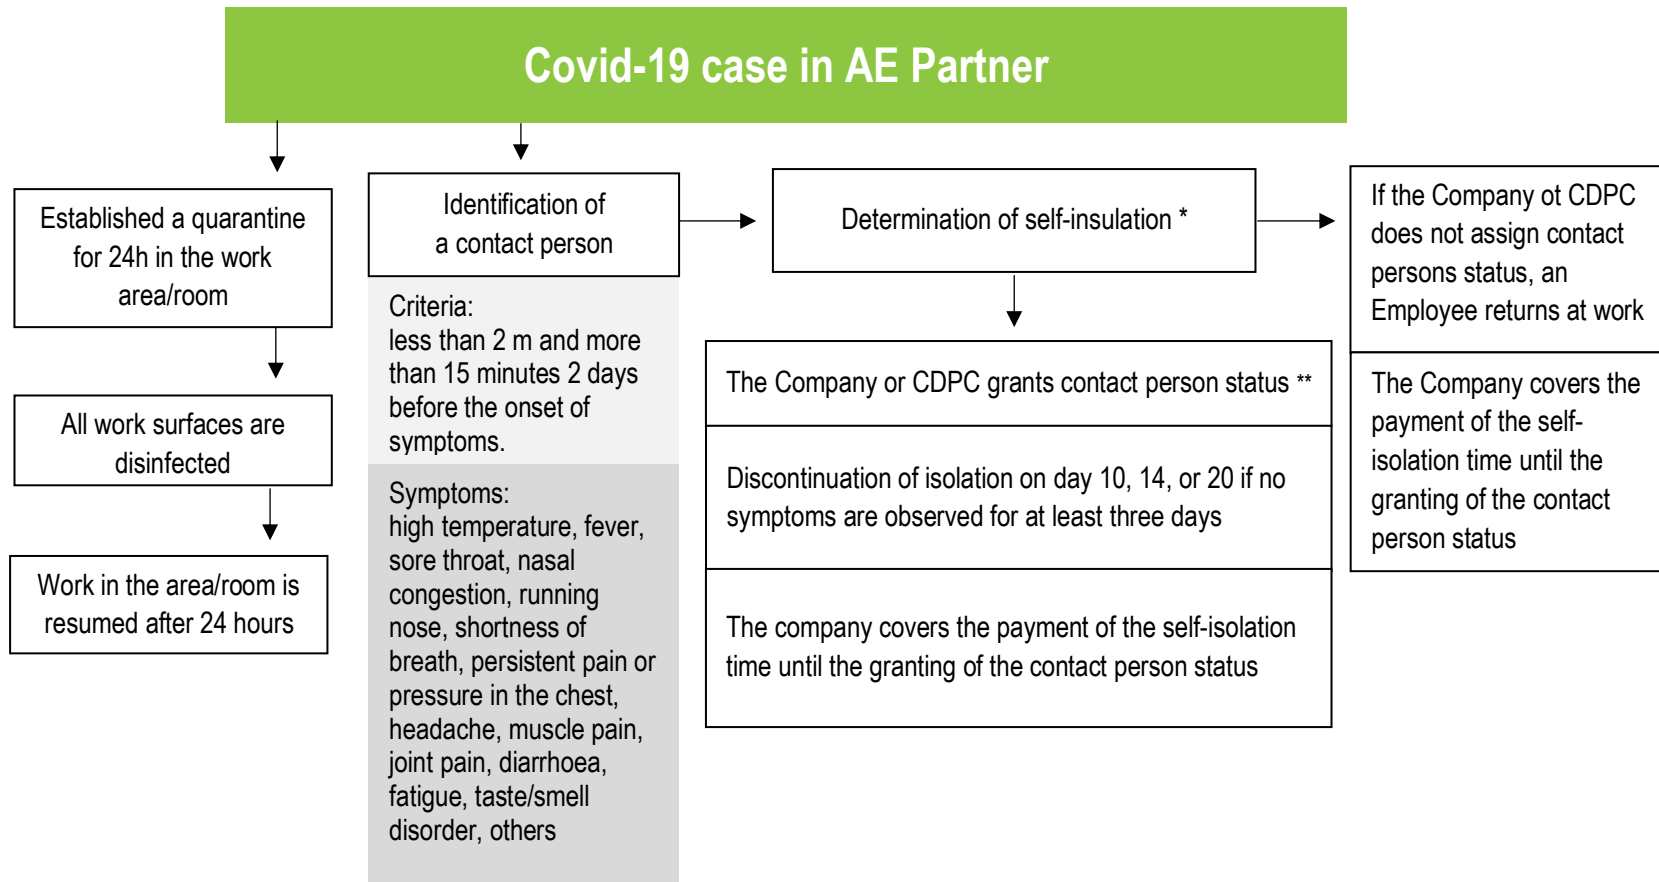 Covid-19 case in AE Partner
Established a quarantine
for 24h in the work
area/room
All work surfaces are
disinfected
Work in the area/room is
resumed after 24 hours
Identification of
a contact person
Criteria:
less than 2 m and more
than 15 minutes 2 days
before the onset of
symptoms.
Symptoms:
high temperature, fever,
sore throat, nasal
congestion, running
nose, shortness of
breath, persistent pain or
pressure in the chest,
headache, muscle pain,
joint pain, diarrhoea,
fatigue, taste/smell
disorder, others
Determination of self-insulation *
The Company or CDPC grants contact person status **
Discontinuation of isolation on day 10, 14, or 20 if no
symptoms are observed for at least three days
The company covers the payment of the self-isolation
time until the granting of the contact person status
If the Company ot CDPC
does not assign contact
persons status, an
Employee returns at work
The Company covers the
payment of the self-
isolation time until the
granting of the contact
person status